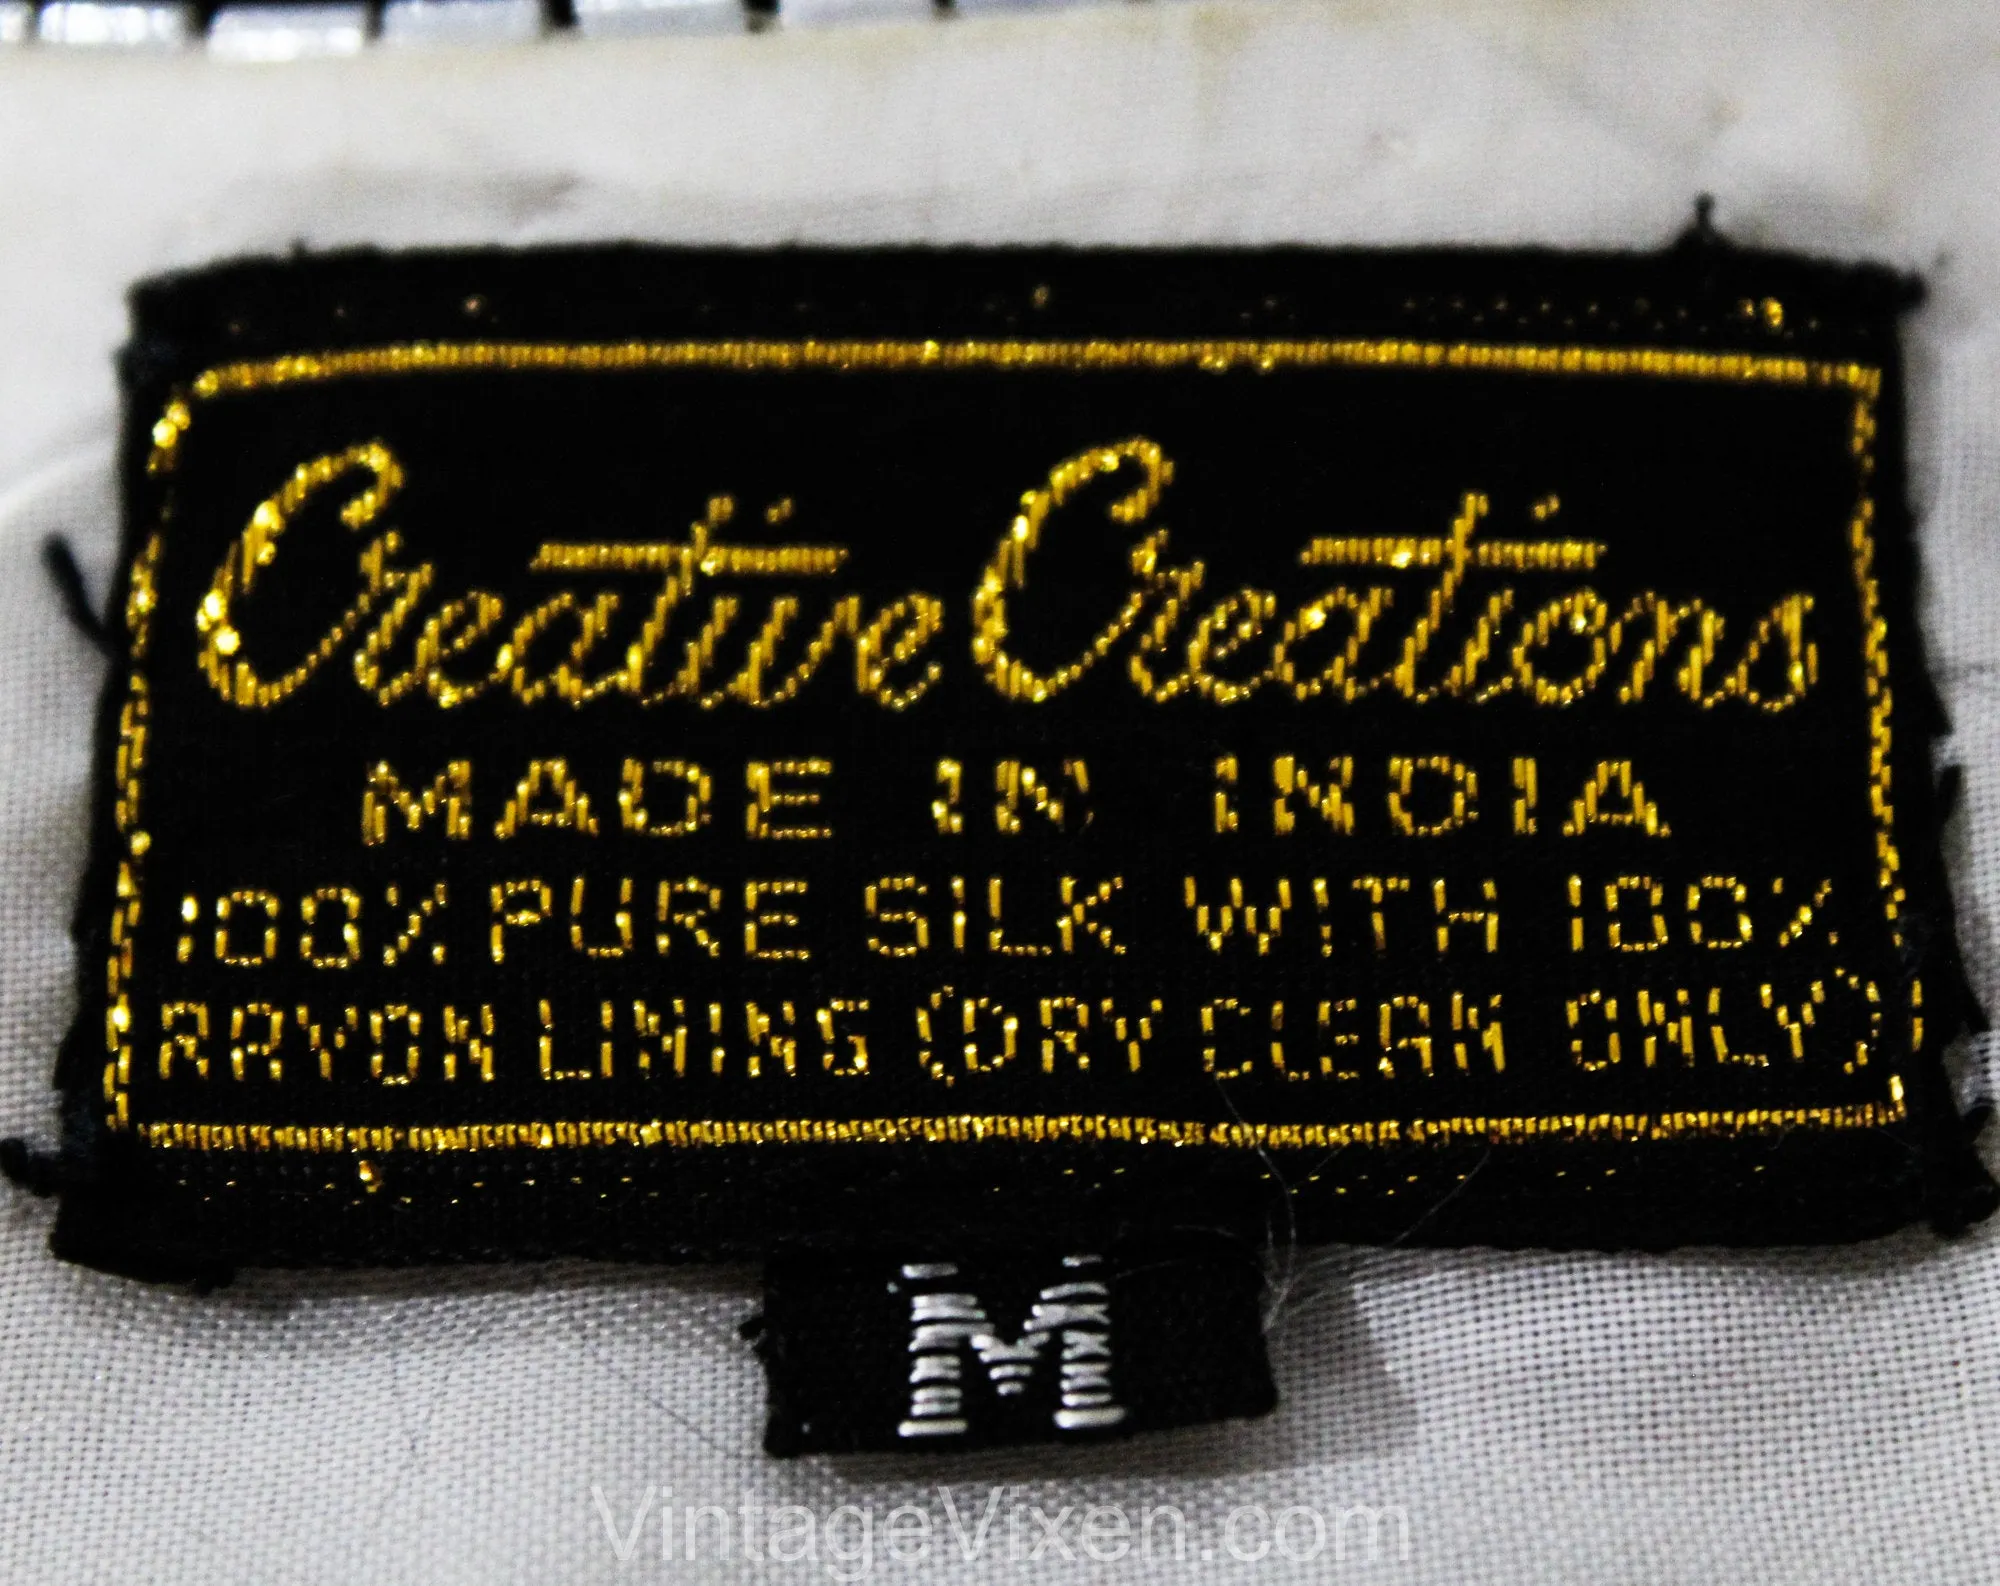 Creative Creations
MADE IN INDIA
100% PURE SILK WITH 100%
RAYON LINING (DRY CLEAN ONLY)
M
VintageVixen.com